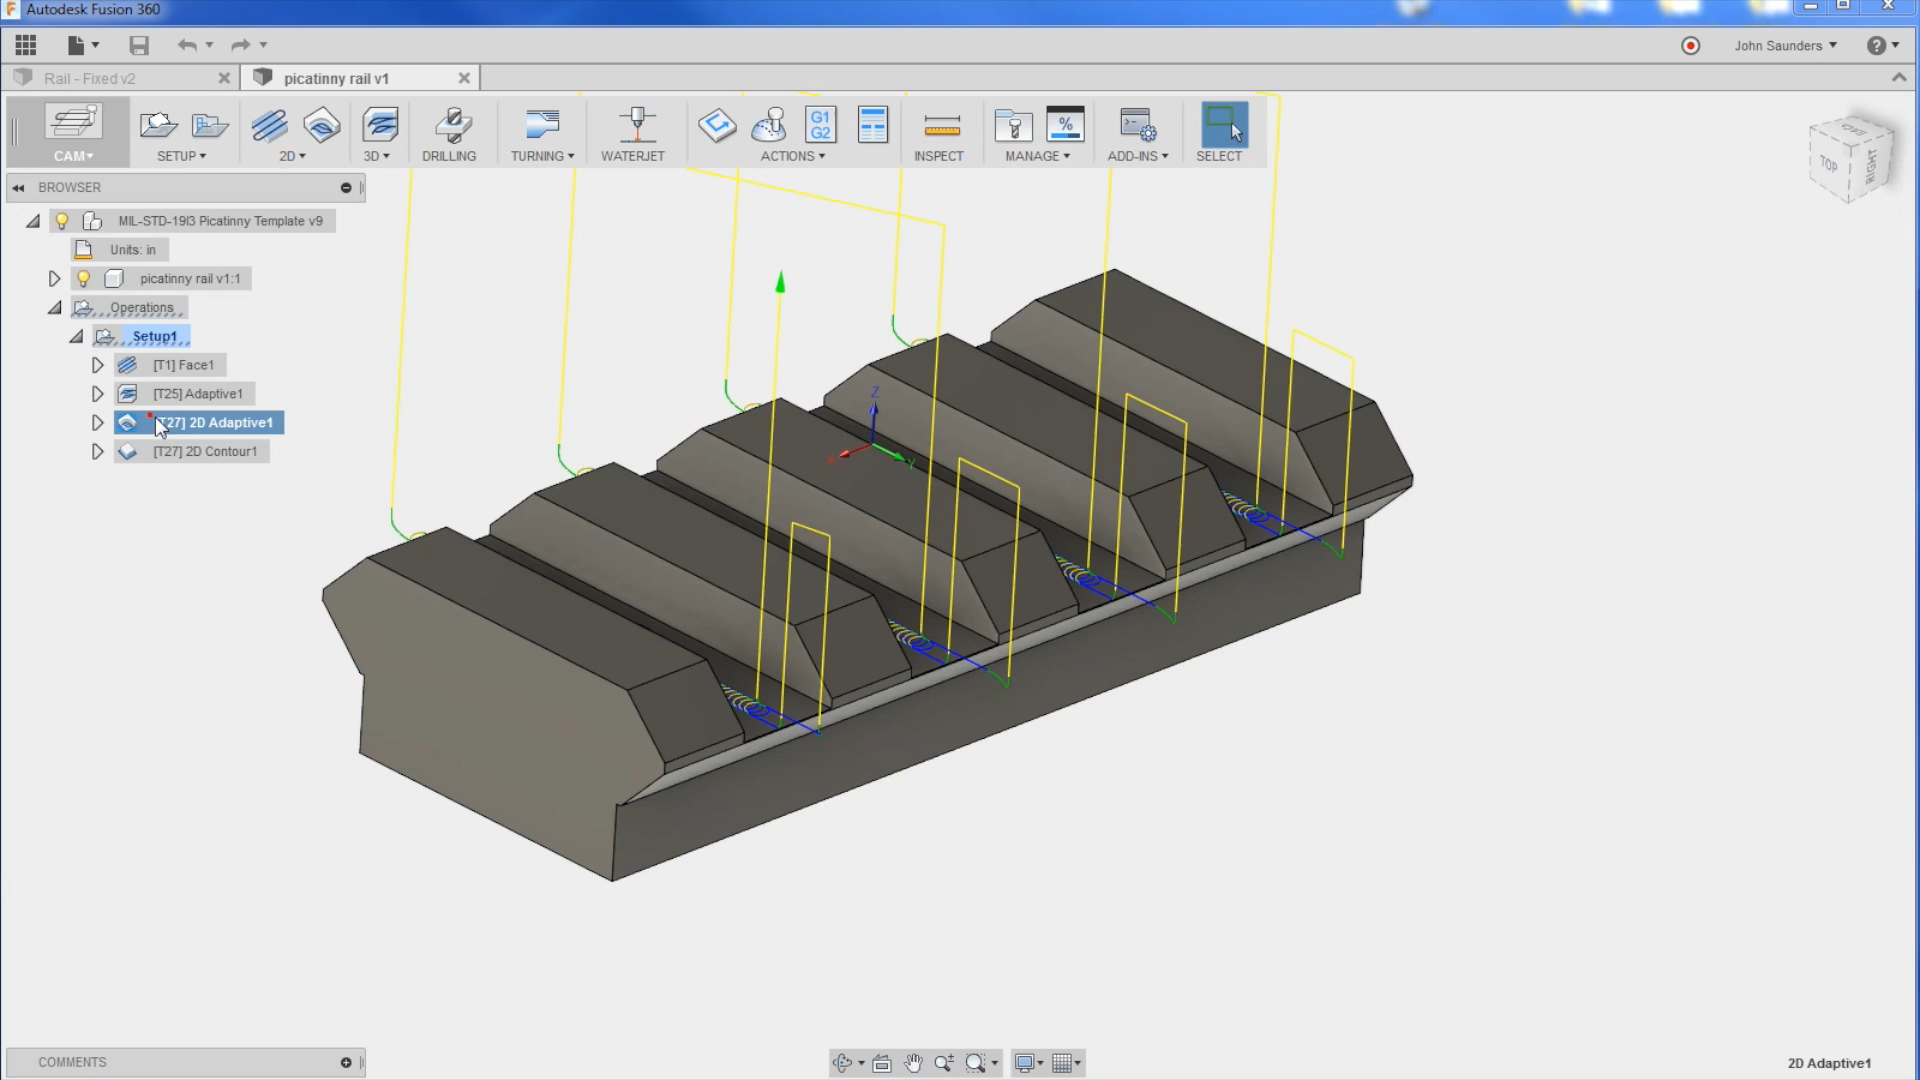 Autodesk Fusion 360
John Saunders
Rail - Fixed v2
picatinny rail v1
G1
G2
%
CAM
SETUP
2D
3D
DRILLING
TURNING
WATERJET
ACTIONS
INSPECT
MANAGE
ADD-INS
SELECT
BROWSER
MIL-STD-19I3 Picatinny Template v9
Units: in
picatinny rail v1:1
Operations
Setup1
[T1] Face1
[T25] Adaptive1
[T27] 2D Adaptive1
[T27] 2D Contour1
TOP
RIGHT
Z
X
Y
COMMENTS
2D Adaptive1